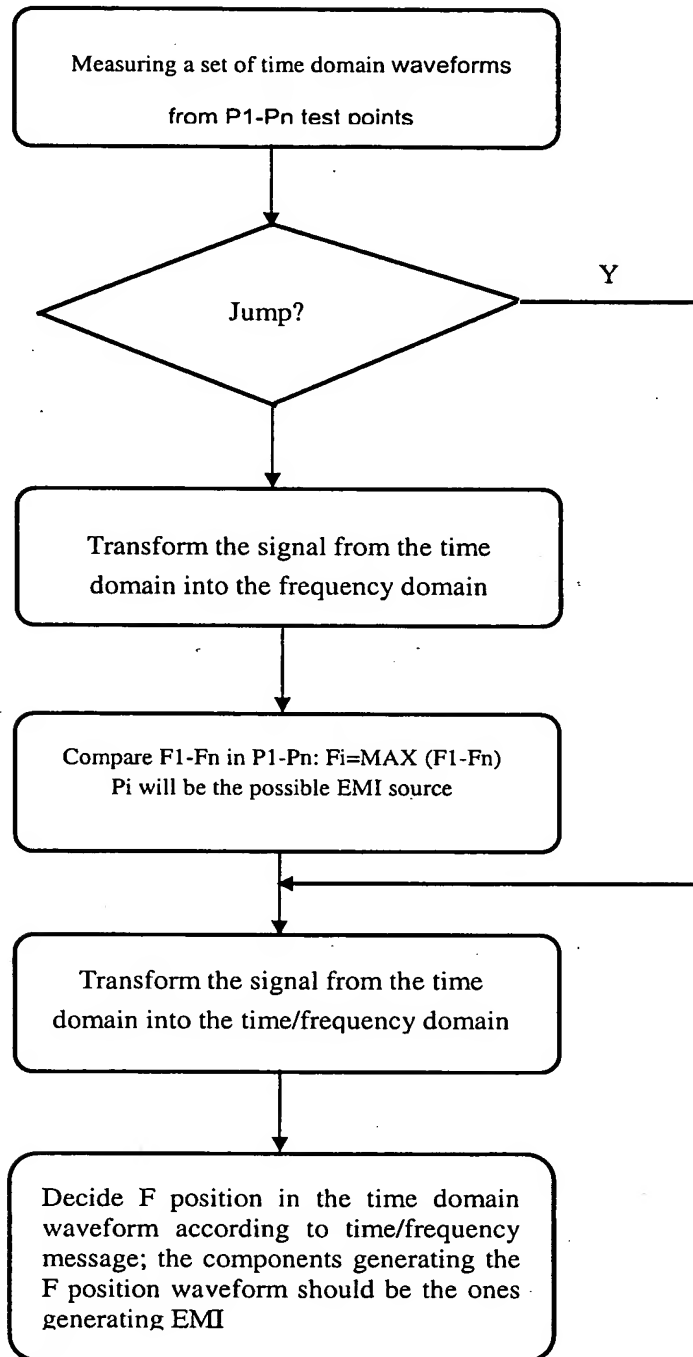 Measuring a set of time domain waveforms
from P1-Pn test points
Y
Jump?
Transform the signal from the time
domain into the frequency domain
Compare F1-Fn in P1-Pn: Fi=MAX (F1-Fn)
Pi will be the possible EMI source
Transform the signal from the time
domain into the time/frequency domain
Decide F position in the time domain
waveform according to time/frequency
message; the components generating the
F position waveform should be the ones
generating EMI